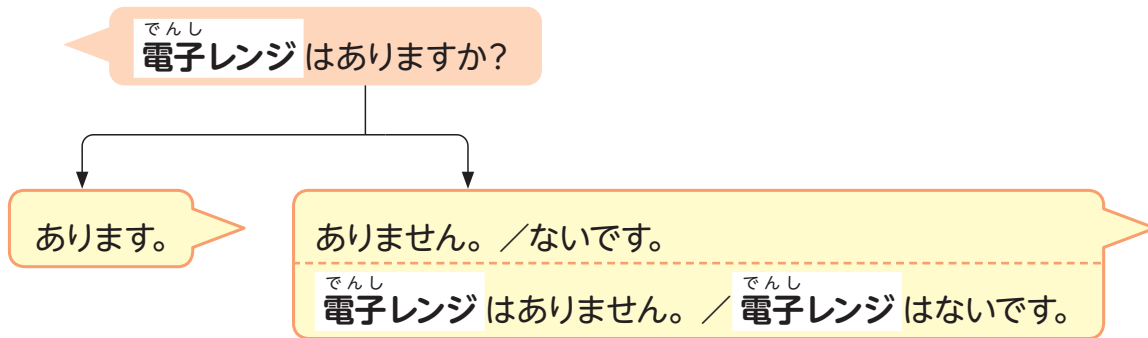 でんし
電子レンジはありますか？
あります。
ありません。／ないです。
でんし でんし
電子レンジはありません。／電子レンジはないです。